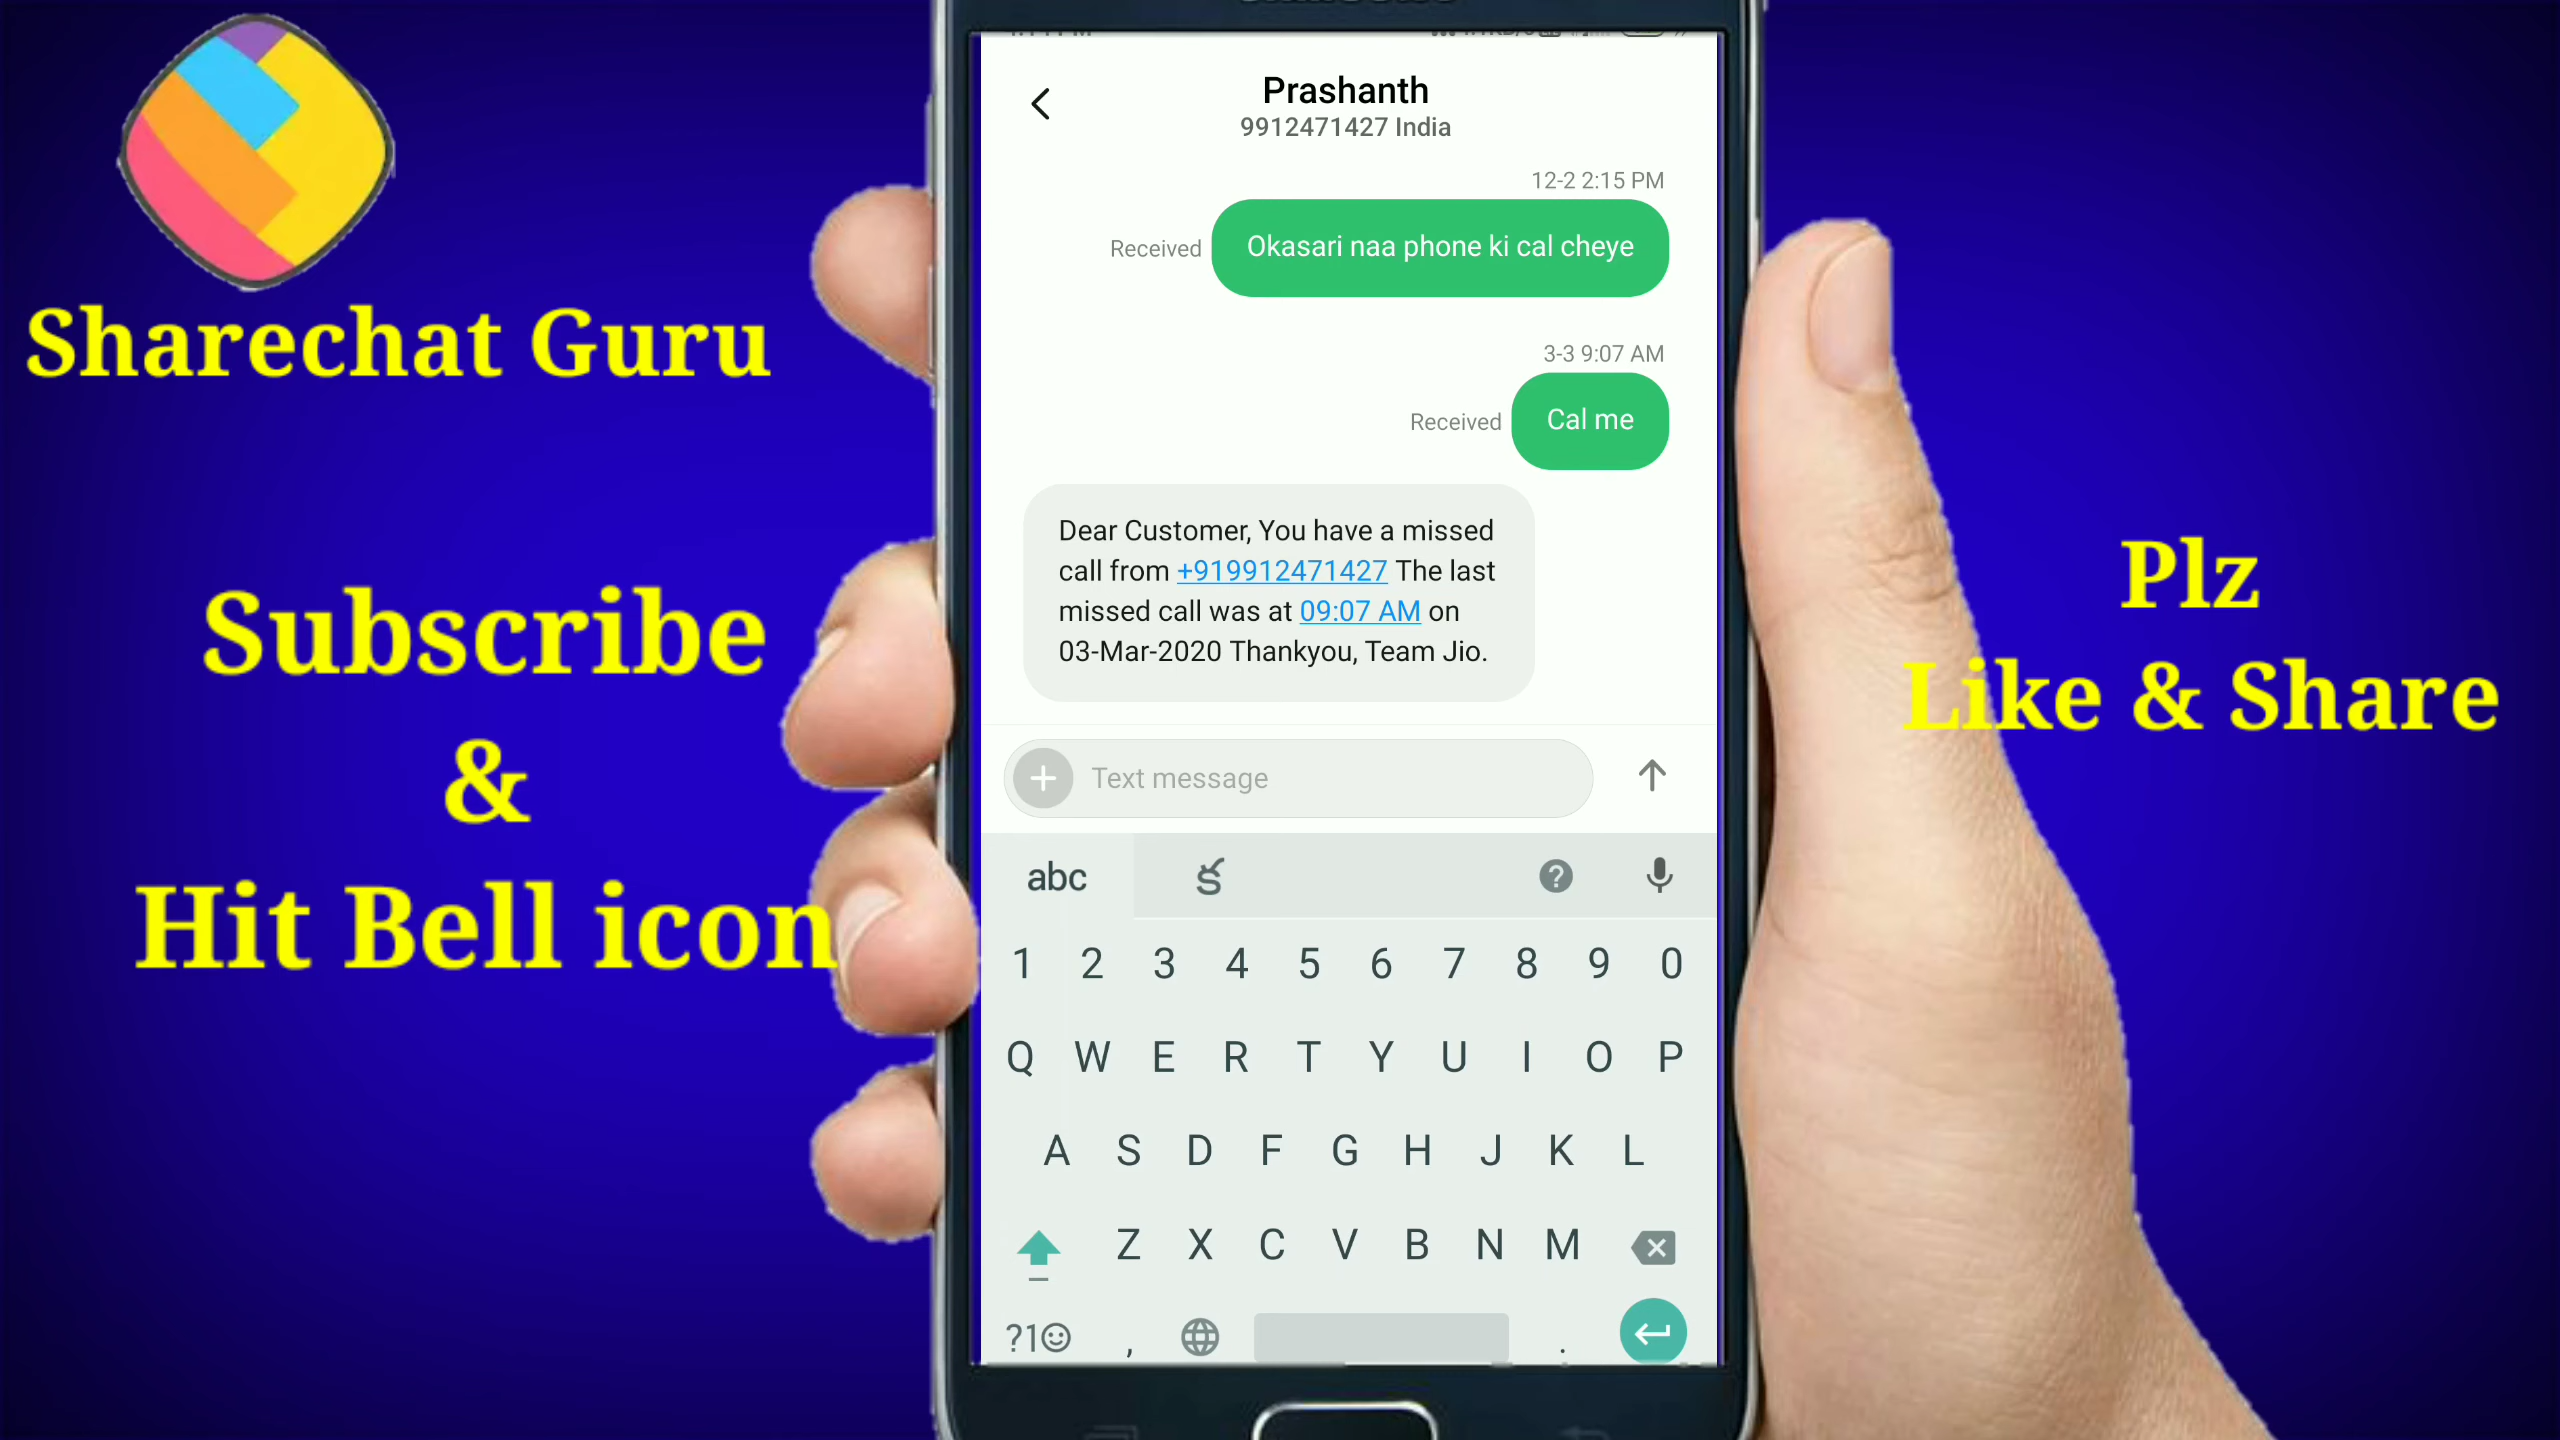 Sharechat Guru
Subscribe
&
Hit Bell icon
Prashanth
9912471427 India
12-2 2:15 PM
Received
Okasari naa phone ki cal cheye
3-3 9:07 AM
Received
Cal me
Dear Customer, You have a missed
call from +919912471427 The last
missed call was at 09:07 AM on
03-Mar-2020 Thankyou, Team Jio.
Text message
abc
క
1 2 3 4 5 6 7 8 9 0
Q W E R T Y U I O P
A S D F G H J K L
Z X C V B N M
?1☺ , .
Plz
Like & Share